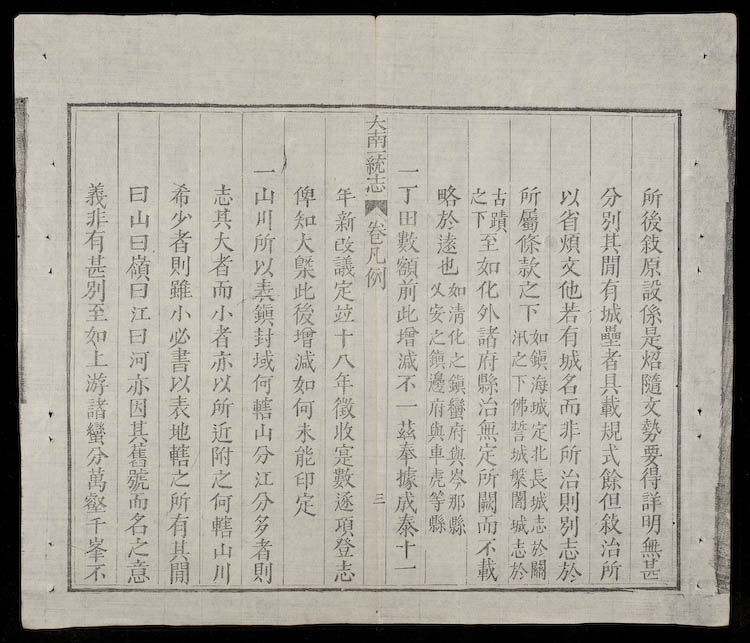 所後敘原設係是炤隨文勢要得詳明無甚
分別其閒有城壘者具載規式餘但敘治所
以省煩文他若有城名而非所治則別志於
所屬條款之下如鎮海城定北長城志於關
汛之下佛誓城槃闍城志於
古蹟
之下至如化外諸府縣治無定所闕而不載
略於遠也如清化之鎮蠻府與岑那縣
乂安之鎮邊府與車虎等縣
一丁田數額前此增減不一茲奉據成泰十一
大南一統志 卷凡例 三
年新改議定竝十八年徵收寔數逐項登志
俾知大槩此後增減如何未能印定
一山川所以表鎮封域何轄山分江分多者則
志其大者而小者亦以所近附之何轄山川
希少者則雖小必書以表地轄之所有其閒
曰山曰嶺曰江曰河亦因其舊號而名之意
義非有甚別至如上游諸蠻分萬壑千峯不